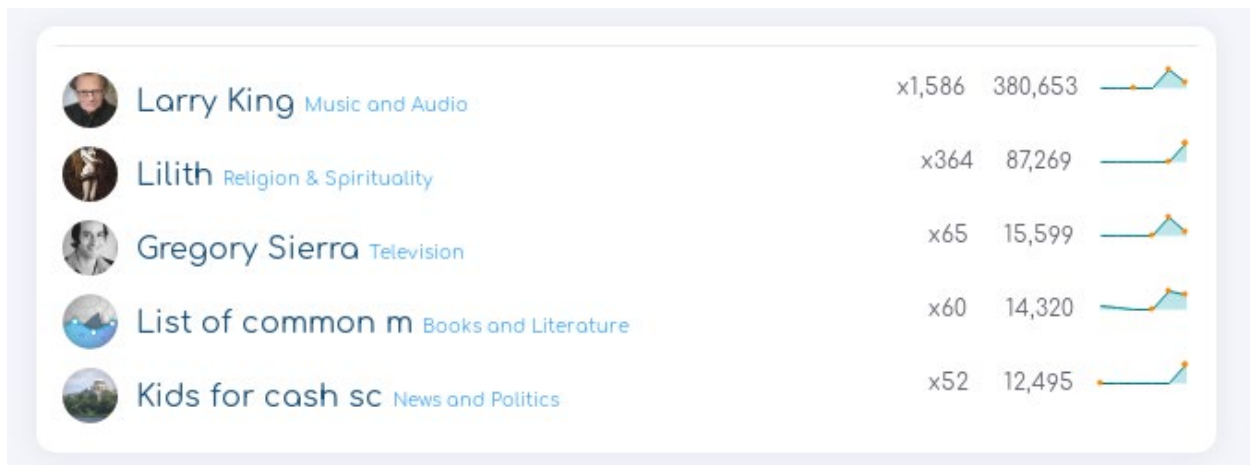 Larry King Music and Audio x1,586 380,653
Lilith Religion & Spirituality x364 87,269
Gregory Sierra Television x65 15,599
List of common m Books and Literature x60 14,320
Kids for cash sc News and Politics x52 12,495